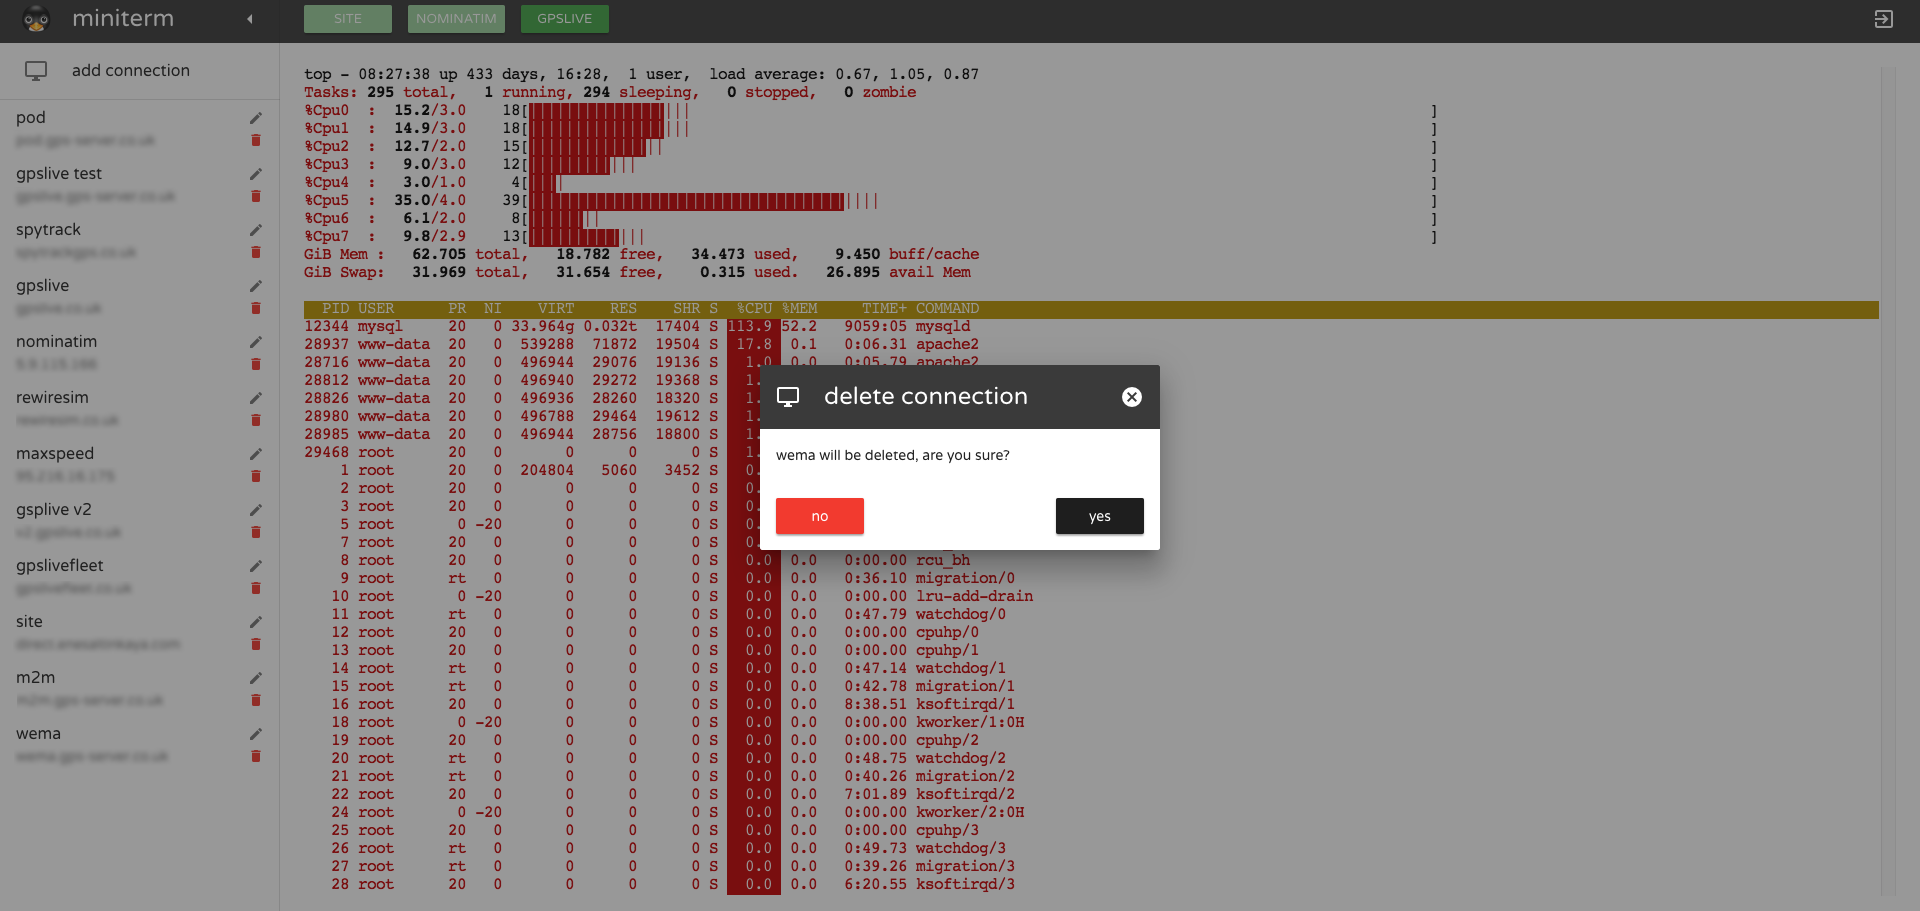 miniterm
SITE NOMINATIM GPSLIVE
add connection
pod
gpslive test
spytrack
gpslive
nominatim
rewiresim
maxspeed
gsplive v2
gpslivefleet
site
m2m
wema
top - 08:27:38 up 433 days, 16:28,  1 user,  load average: 0.67, 1.05, 0.87
Tasks: 295 total,   1 running, 294 sleeping,   0 stopped,   0 zombie
%Cpu0  :  15.2/3.0    18[||||||||||||||||||                    ]
%Cpu1  :  14.9/3.0    18[||||||||||||||||||                    ]
%Cpu2  :  12.7/2.0    15[|||||||||||||||                    ]
%Cpu3  :   9.0/3.0    12[||||||||||||                    ]
%Cpu4  :   3.0/1.0     4[||||                    ]
%Cpu5  :  35.0/4.0    39[|||||||||||||||||||||||||||||||||||||||                    ]
%Cpu6  :   6.1/2.0     8[||||||||                    ]
%Cpu7  :   9.8/2.9    13[|||||||||||||                    ]
GiB Mem :   62.705 total,   18.782 free,   34.473 used,    9.450 buff/cache
GiB Swap:   31.969 total,   31.654 free,    0.315 used.   26.895 avail Mem
PID USER      PR  NI    VIRT    RES    SHR S  %CPU %MEM     TIME+ COMMAND
12344 mysql     20   0 33.964g 0.032t  17404 S 113.9 52.2   9059:05 mysqld
28937 www-data  20   0  539288  71872  19504 S  17.8  0.1   0:06.31 apache2
28716 www-data  20   0  496944  29076  19136 S   1.0  0.0   0:05.79 apache2
28812 www-data  20   0  496940  29272  19368 S   1.
28826 www-data  20   0  496936  28260  18320 S   1.
28980 www-data  20   0  496788  29464  19612 S   1.
28985 www-data  20   0  496944  28756  18800 S   1.
29468 root      20   0       0      0      0 S   1.
1 root      20   0  204804   5060   3452 S   0.
2 root      20   0       0      0      0 S   0.
3 root      20   0       0      0      0 S   0.
5 root       0 -20       0      0      0 S   0.
7 root      20   0       0      0      0 S   0.
8 root      20   0       0      0      0 S   0.0  0.0   0:00.00 rcu_bh
9 root      rt   0       0      0      0 S   0.0  0.0   0:36.10 migration/0
10 root       0 -20       0      0      0 S   0.0  0.0   0:00.00 lru-add-drain
11 root      rt   0       0      0      0 S   0.0  0.0   0:47.79 watchdog/0
12 root      20   0       0      0      0 S   0.0  0.0   0:00.00 cpuhp/0
13 root      20   0       0      0      0 S   0.0  0.0   0:00.00 cpuhp/1
14 root      rt   0       0      0      0 S   0.0  0.0   0:47.14 watchdog/1
15 root      rt   0       0      0      0 S   0.0  0.0   0:42.78 migration/1
16 root      20   0       0      0      0 S   0.0  0.0   8:38.51 ksoftirqd/1
18 root       0 -20       0      0      0 S   0.0  0.0   0:00.00 kworker/1:0H
19 root      20   0       0      0      0 S   0.0  0.0   0:00.00 cpuhp/2
20 root      rt   0       0      0      0 S   0.0  0.0   0:48.75 watchdog/2
21 root      rt   0       0      0      0 S   0.0  0.0   0:40.26 migration/2
22 root      20   0       0      0      0 S   0.0  0.0   7:01.89 ksoftirqd/2
24 root       0 -20       0      0      0 S   0.0  0.0   0:00.00 kworker/2:0H
25 root      20   0       0      0      0 S   0.0  0.0   0:00.00 cpuhp/3
26 root      rt   0       0      0      0 S   0.0  0.0   0:49.73 watchdog/3
27 root      rt   0       0      0      0 S   0.0  0.0   0:39.26 migration/3
28 root      20   0       0      0      0 S   0.0  0.0   6:20.55 ksoftirqd/3
delete connection
wema will be deleted, are you sure?
no yes